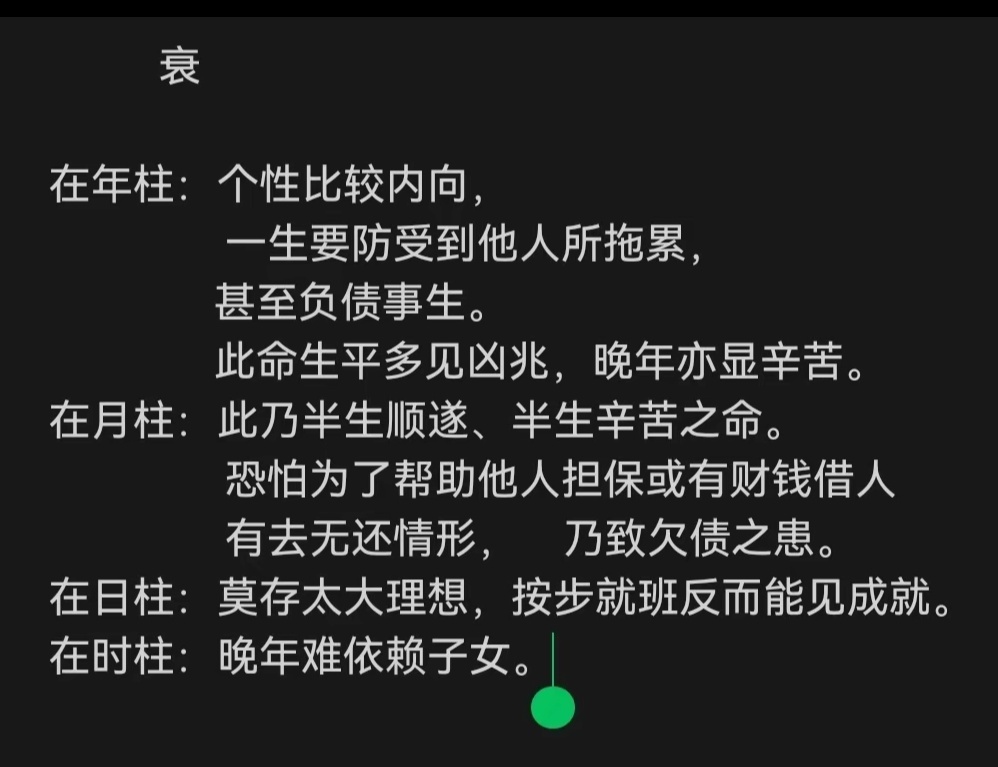 衰
在年柱：个性比较内向，
一生要防受到他人所拖累，
甚至负债事生。
此命生平多见凶兆，晚年亦显辛苦。
在月柱：此乃半生顺遂、半生辛苦之命。
恐怕为了帮助他人担保或有财钱借人
有去无还情形，　乃致欠债之患。
在日柱：莫存太大理想，按步就班反而能见成就。
在时柱：晚年难依赖子女。